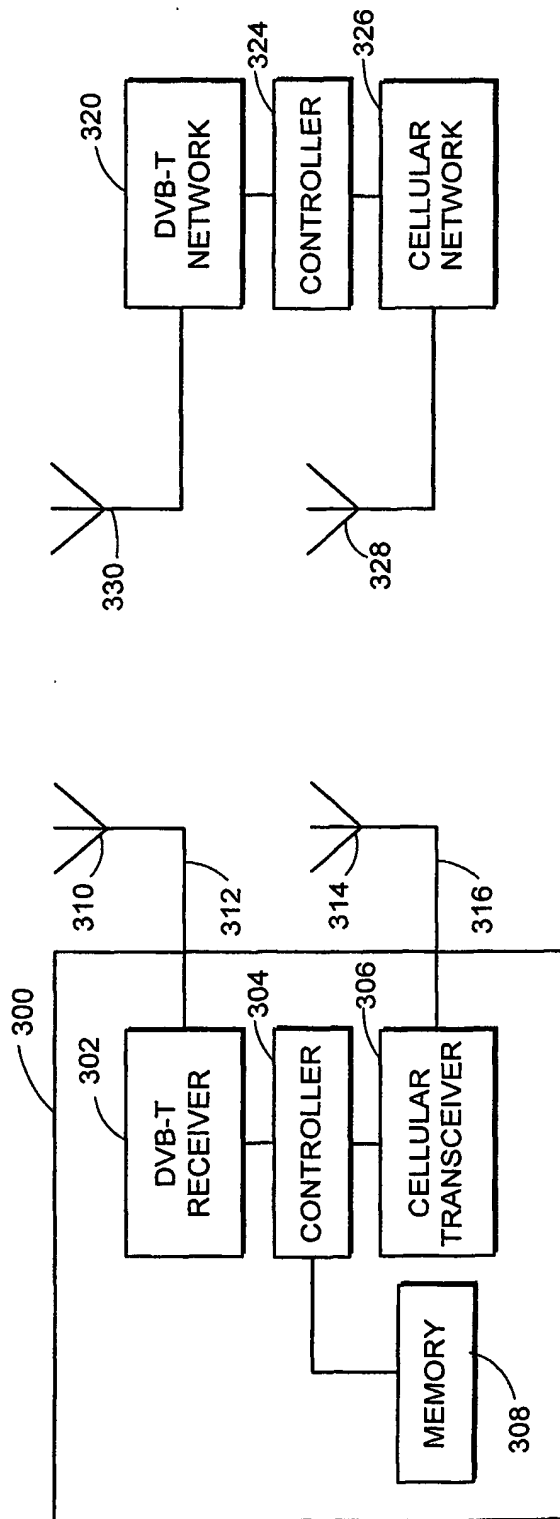 300
302
DVB-T
RECEIVER
304
CONTROLLER
306
CELLULAR
TRANSCEIVER
MEMORY
308
310
312
314
316
330
328
320
DVB-T
NETWORK
324
CONTROLLER
326
CELLULAR
NETWORK